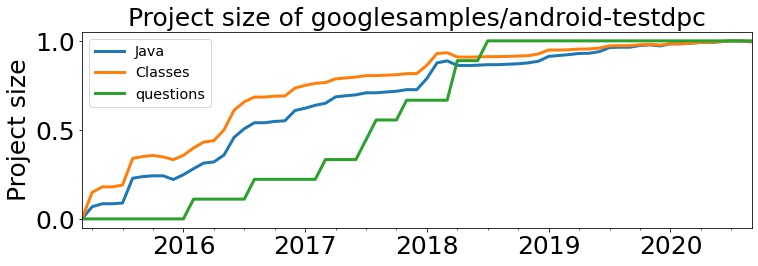 Project size of googlesamples/android-testdpc
Project size
1.0
0.5
0.0
Java
Classes
questions
2016
2017
2018
2019
2020